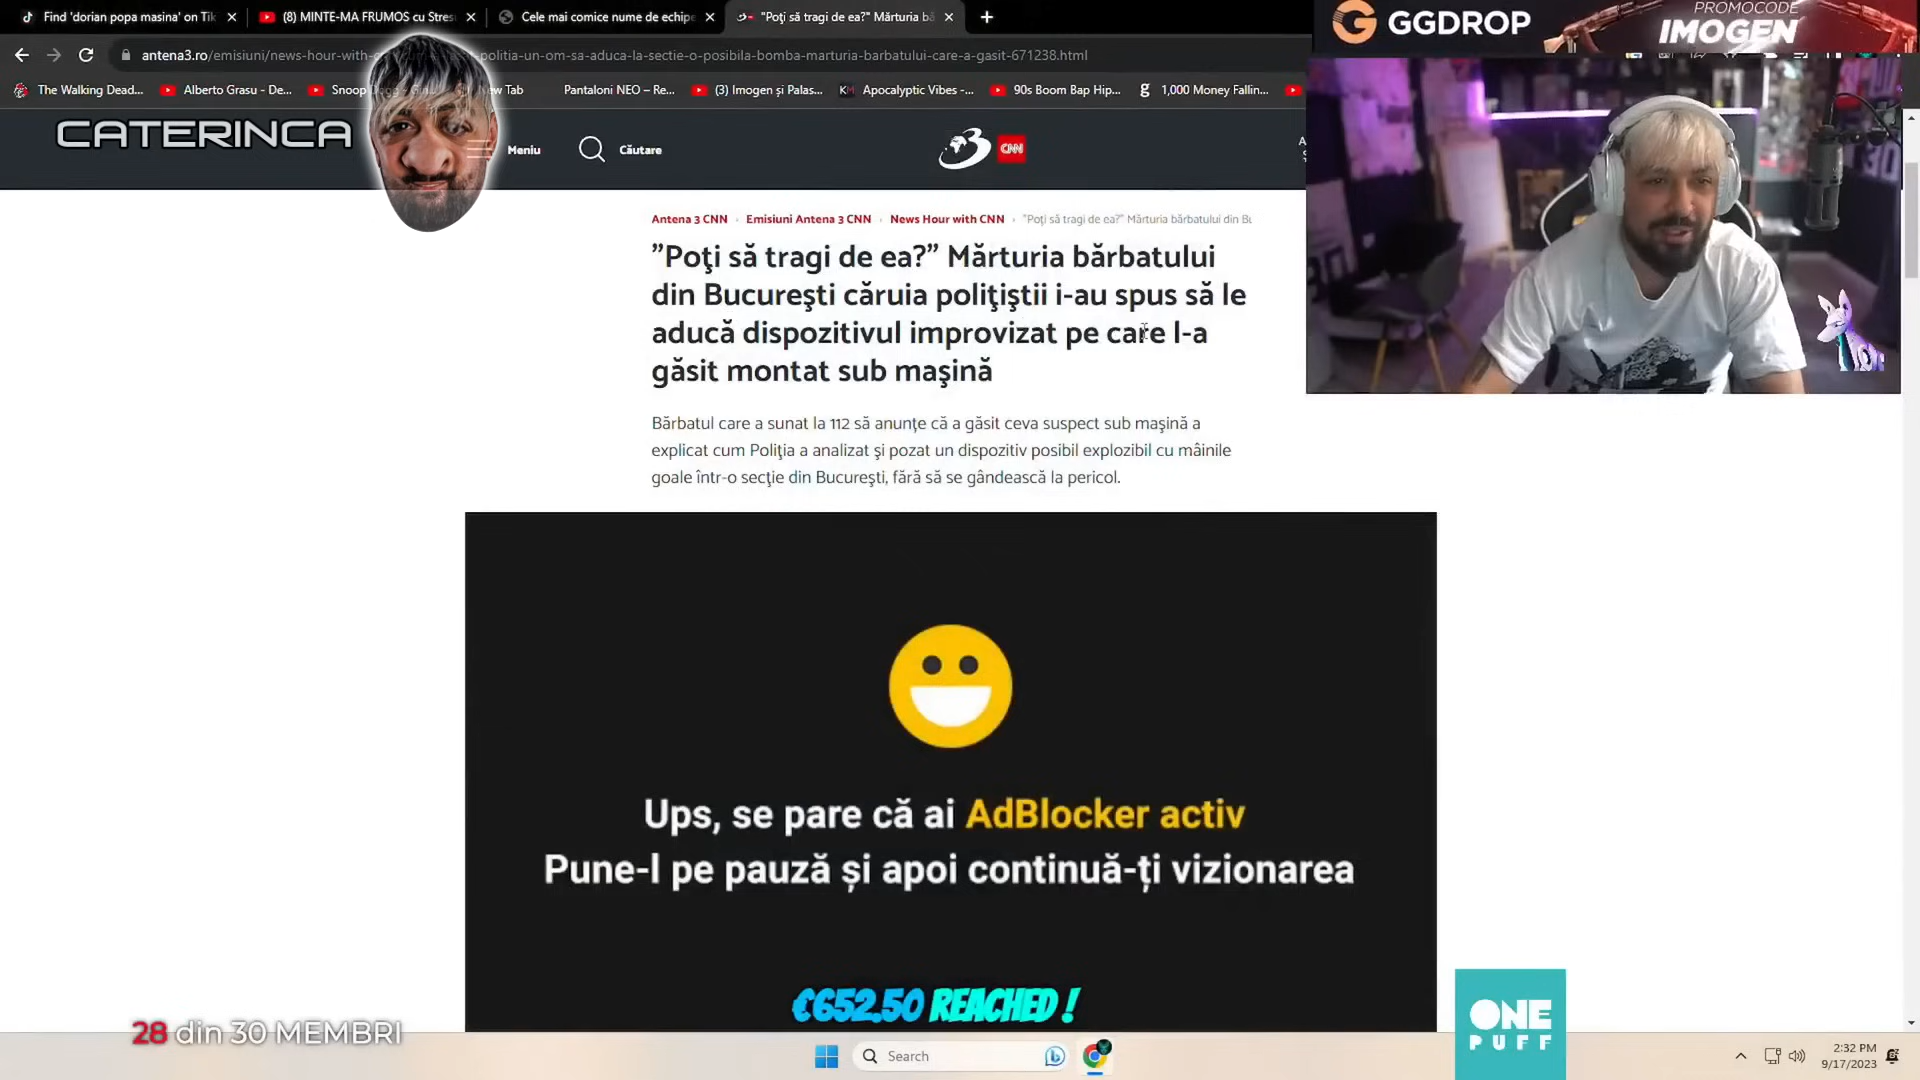 Find 'dorian popa masina' on Tik
(8) MINTE-MA FRUMOS cu Stres
Cele mai comice nume de echipe
"Poți să tragi de ea?" Mărturia bă
GGDROP
PROMOCODE
IMOGEN
antena3.ro/emisiuni/news-hour-with-
politia-un-om-sa-aduca-la-sectie-o-posibila-bomba-marturia-barbatului-care-a-gasit-671238.html
The Walking Dead...
Alberto Grasu - De...
Snoop
New Tab
Pantaloni NEO – Re...
(3) Imogen și Palas...
Apocalyptic Vibes -...
90s Boom Bap Hip...
1,000 Money Fallin...
CATERINCA
Meniu
Căutare
3 CNN
Antena 3 CNN
Emisiuni Antena 3 CNN
News Hour with CNN
"Poţi să tragi de ea?" Mărturia bărbatului din Bu
”Poţi să tragi de ea?” Mărturia bărbatului
din Bucureşti căruia poliţiştii i-au spus să le
aducă dispozitivul improvizat pe care l-a
găsit montat sub maşină
Bărbatul care a sunat la 112 să anunțe că a găsit ceva suspect sub maşină a
explicat cum Poliţia a analizat şi pozat un dispozitiv posibil explozibil cu mâinile
goale într-o secţie din Bucureşti, fără să se gândească la pericol.
Ups, se pare că ai AdBlocker activ
Pune-l pe pauză și apoi continuă-ți vizionarea
€652.50 REACHED !
28 din 30 MEMBRI
ONE
PUFF
Search
2:32 PM
9/17/2023